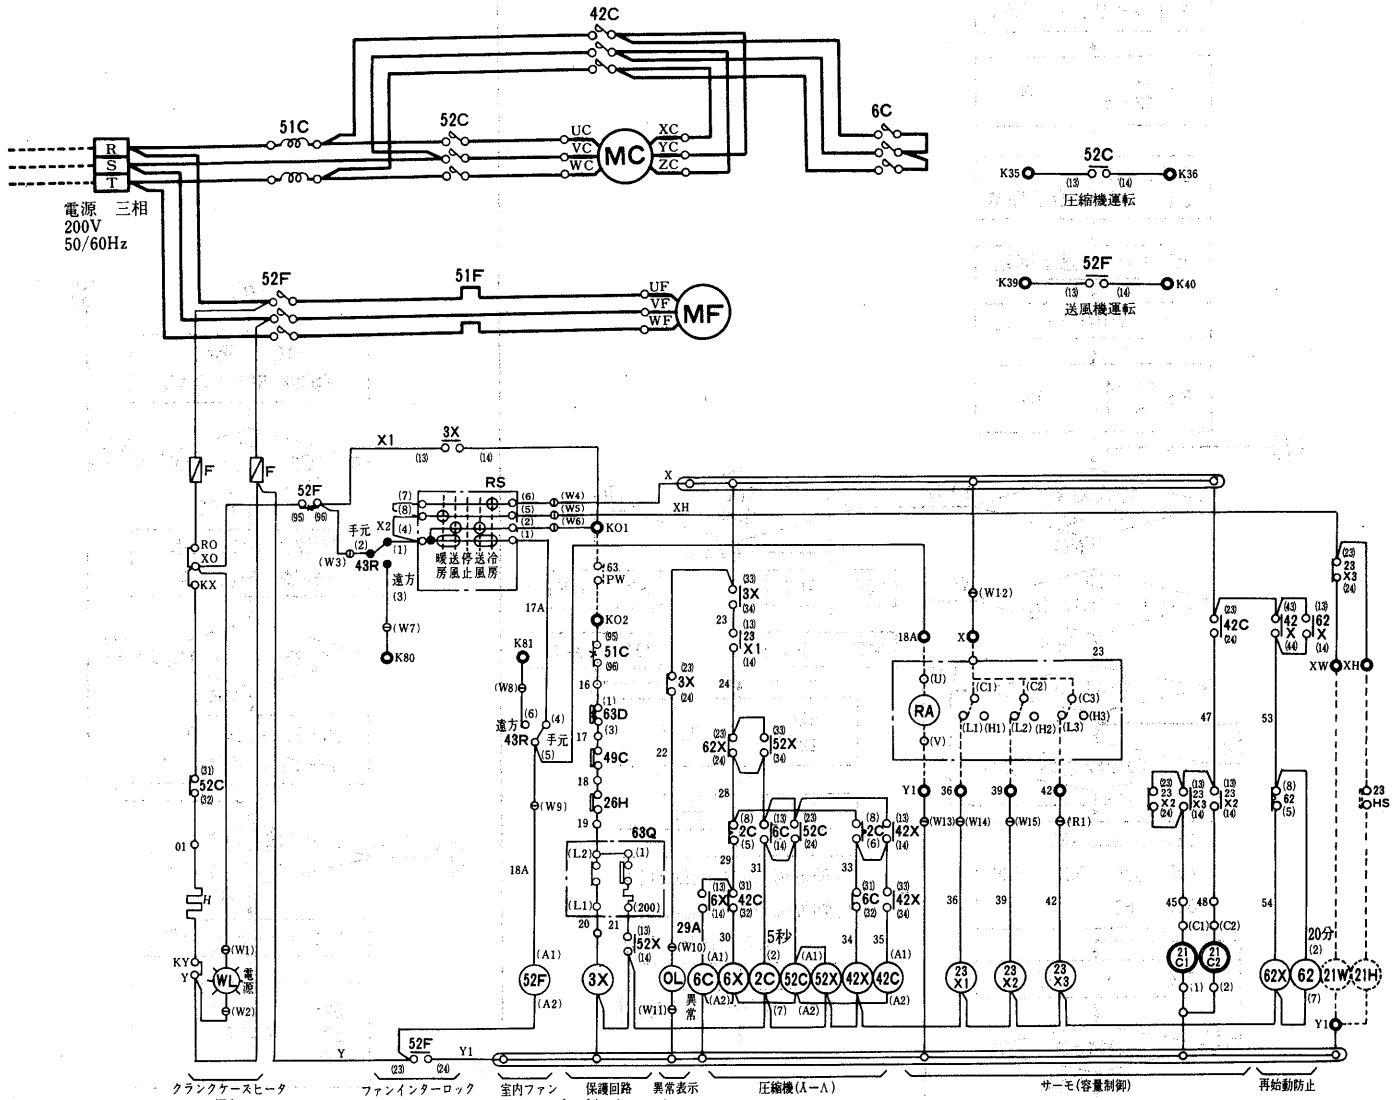 42C
51C
52C
6C
R
S
T
UC
VC
WC
MC
XC
YC
ZC
電源 三相
200V
50/60Hz
52C
K35
(13)
(14)
K36
圧縮機運転
52F
51F
UF
VF
WF
MF
52F
K39
(13)
(14)
K40
送風機運転
F
F
X1
3X
(13)
(14)
52F
(95)
(96)
RS
(7)
(8)
(4)
(1)
(6)
(5)
(2)
(1)
(W4)
(W5)
(W6)
X
XH
KO1
X2
手元
(2)
(W3)
43R
遠方
(3)
(W7)
K80
暖房
送風
停止
送風
冷房
RO
XO
KX
63
PW
KO2
17A
K81
(W8)
(6)
遠方
43R
(4)
手元
(5)
(W9)
18A
(95)
51C
(96)
16
(1)
63D
(3)
17
49C
18
26H
19
63Q
(L2)
(1)
(L1)
(200)
20
21
(13)
52X
(14)
(33)
3X
(34)
23
(13)
23
X1
(14)
24
(23)
3X
(24)
22
(23)
62X
(24)
(33)
52X
(34)
28
(8)
2C
(5)
(13)
6C
(14)
(23)
52C
(24)
(8)
2C
(6)
(13)
42X
(14)
29
31
33
(13)
6X
(14)
(31)
42C
(32)
(31)
6C
(32)
(33)
42X
(34)
29A
30
34
35
5秒
(W12)
18A
X
23
(U)
RA
(V)
(C1)
(C2)
(C3)
(L1)
(H1)
(L2)
(H2)
(L3)
(H3)
Y1
36
39
42
(W13)
(W14)
(W15)
(R1)
36
39
42
(23)
42C
(24)
47
(43)
42
X
(44)
(13)
62
X
(14)
(23)
23
X3
(24)
XW
XH
53
(23)
23
X2
(24)
(13)
23
X3
(14)
(13)
23
X2
(14)
(8)
62
(5)
23
HS
45
48
54
20分
(C1)
(C2)
(2)
(31)
52C
(32)
01
H
KY
Y
(W1)
WL
電源
(W2)
(A1)
52F
(A2)
3X
(W10)
OL
(W11)
異常
(A1)
6C
(A2)
6X
(2)
2C
(7)
52C
(A1)
(A2)
52X
42X
(A1)
42C
(A2)
23
X1
23
X2
23
X3
21
C1
21
C2
(1)
(2)
62X
62
(7)
21W
21H
Y1
Y
52F
(23)
(24)
Y1
クランクケースヒータ
ファンインターロック
室内ファン
保護回路
異常表示
圧縮機(人-Λ)
サーモ(容量制御)
再始動防止